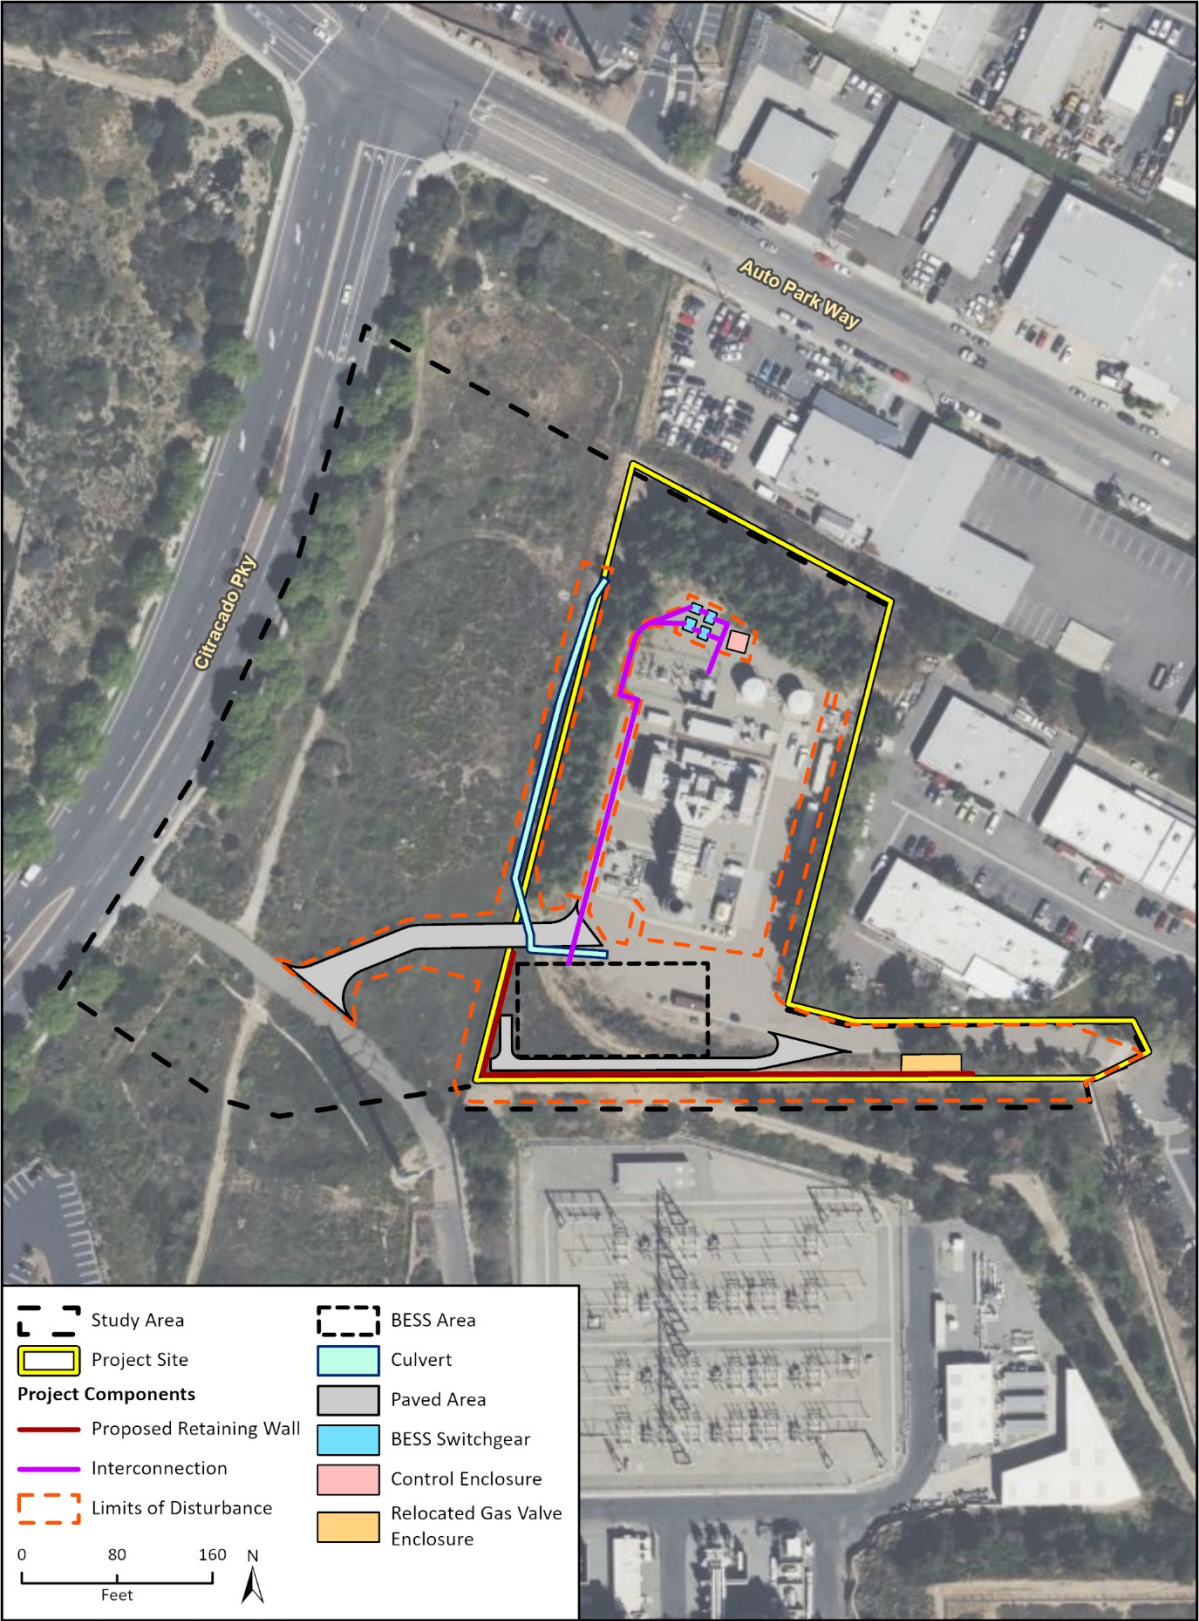 Auto Park Way
Citracado Pky
Study Area
Project Site
Project Components
Proposed Retaining Wall
Interconnection
Limits of Disturbance
0 80 160
Feet
N
BESS Area
Culvert
Paved Area
BESS Switchgear
Control Enclosure
Relocated Gas Valve
Enclosure